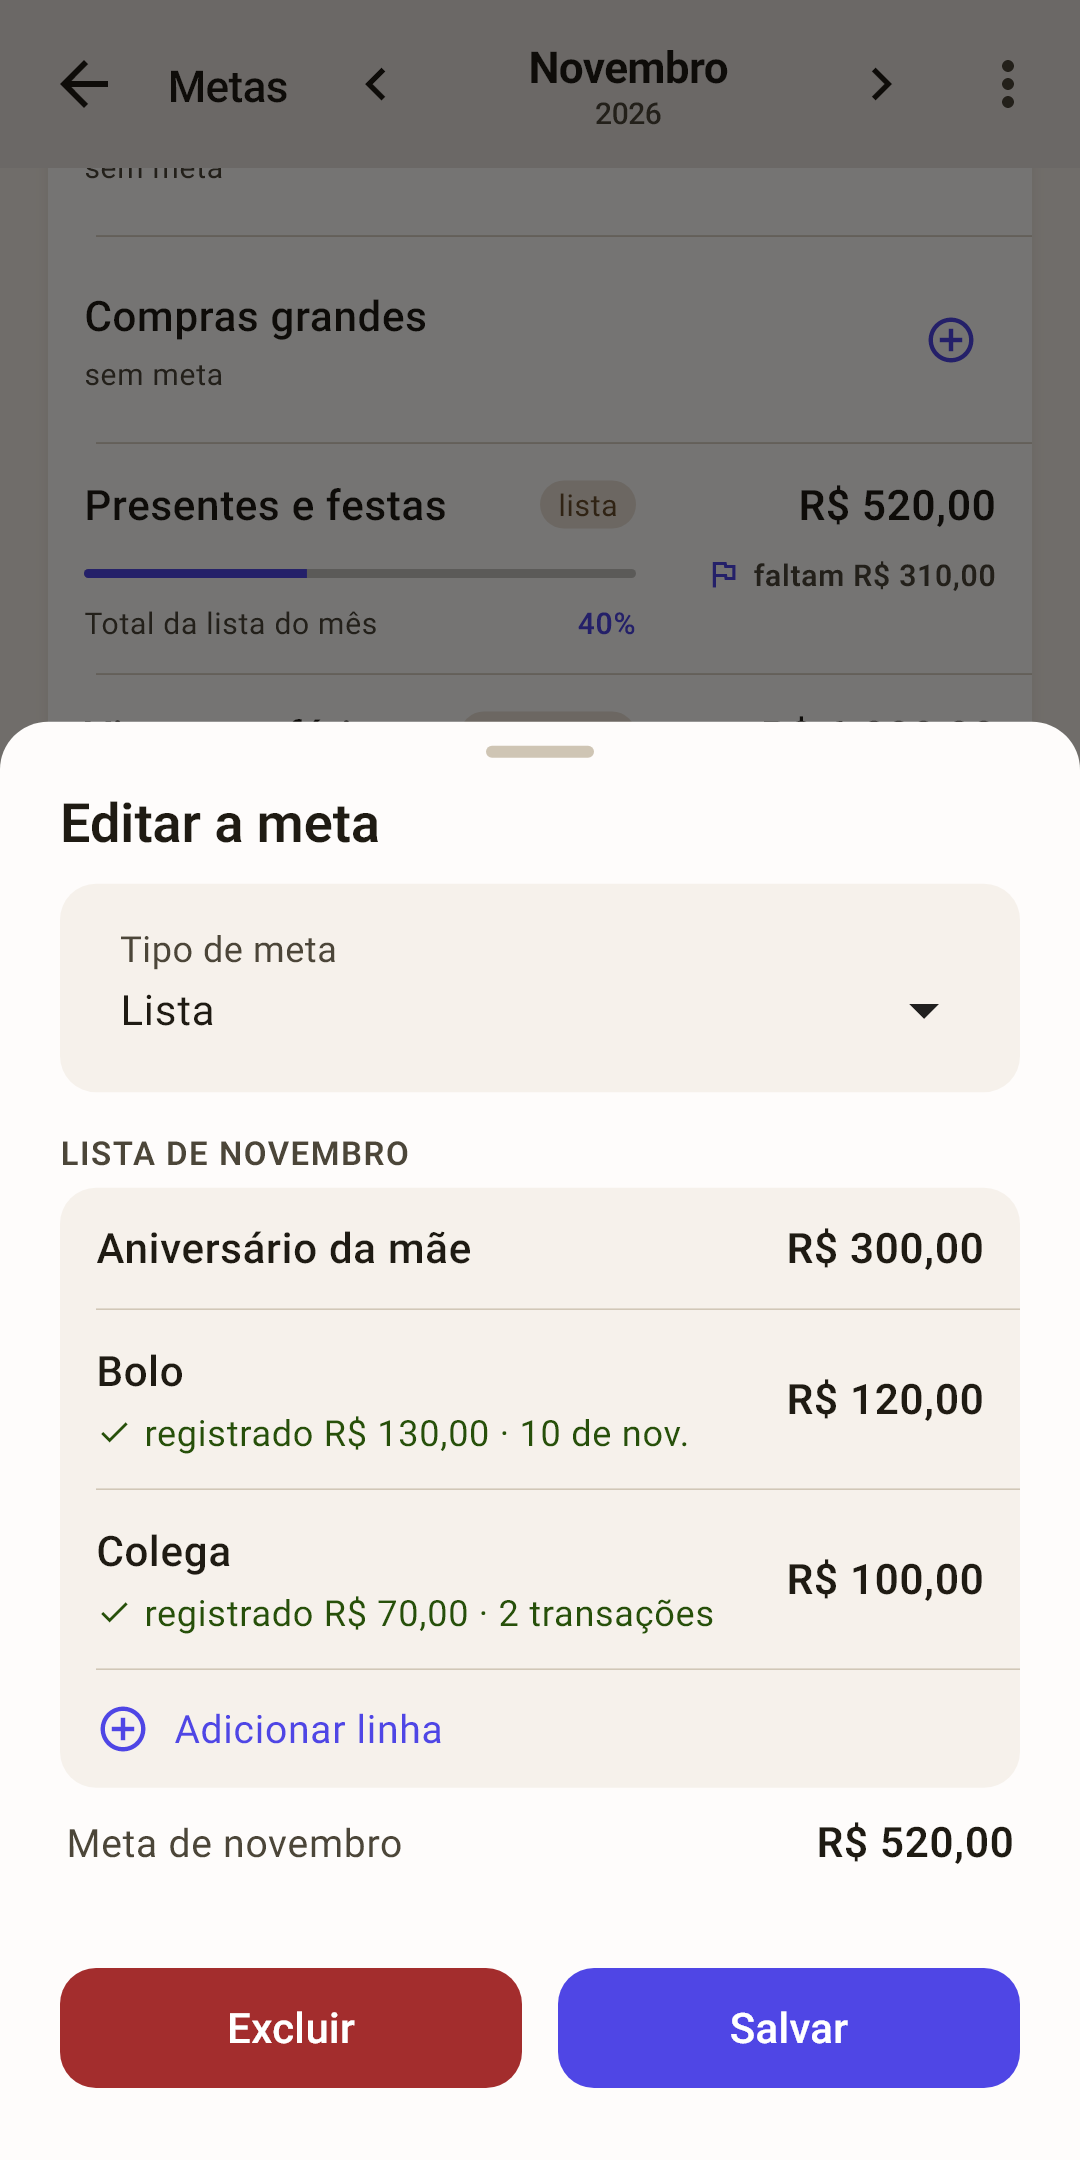 Metas
Novembro
2026
sem meta
Compras grandes
sem meta
Presentes e festas
lista
R$ 520,00
faltam R$ 310,00
Total da lista do mês
40%
Editar a meta
Tipo de meta
Lista
LISTA DE NOVEMBRO
Aniversário da mãe
R$ 300,00
Bolo
R$ 120,00
registrado R$ 130,00 · 10 de nov.
Colega
R$ 100,00
registrado R$ 70,00 · 2 transações
Adicionar linha
Meta de novembro
R$ 520,00
Excluir
Salvar